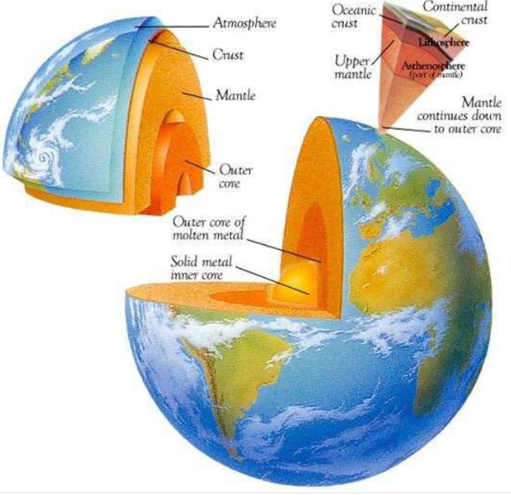 Atmosphere
Crust
Mantle
Outer
core
Oceanic
crust
Continental
crust
Lithosphere
Upper
mantle
Asthenosphere
(part of mantle)
Mantle
continues down
to outer core
Outer core of
molten metal
Solid metal
inner core